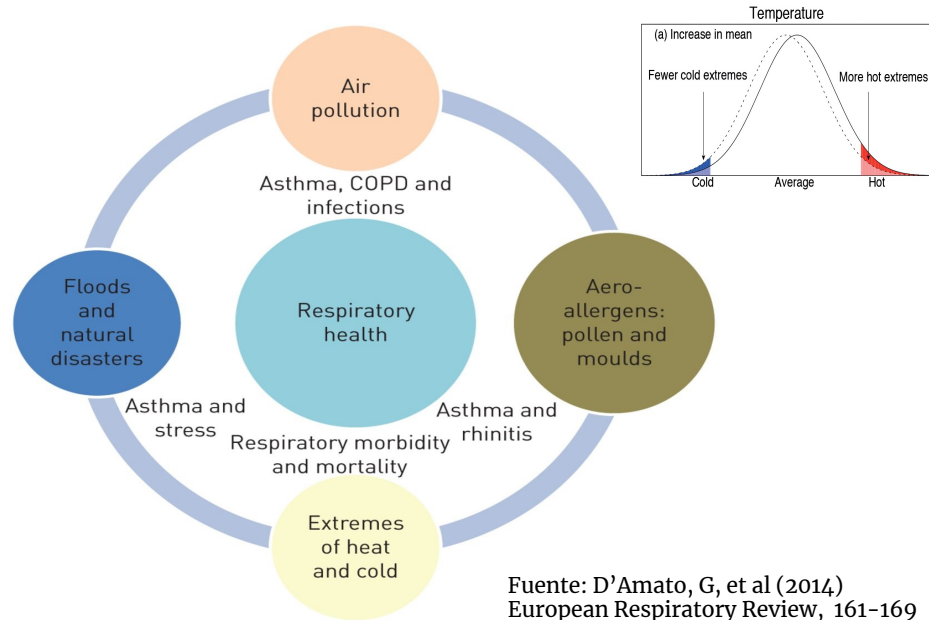 Temperature
(a) Increase in mean
Fewer cold extremes
More hot extremes
Cold
Average
Hot
Air
pollution
Asthma, COPD and
infections
Floods
and
natural
disasters
Respiratory
health
Aero-
allergens:
pollen and
moulds
Asthma and
stress
Asthma and
rhinitis
Respiratory morbidity
and mortality
Extremes
of heat
and cold
Fuente: D’Amato, G, et al (2014)
European Respiratory Review, 161-169